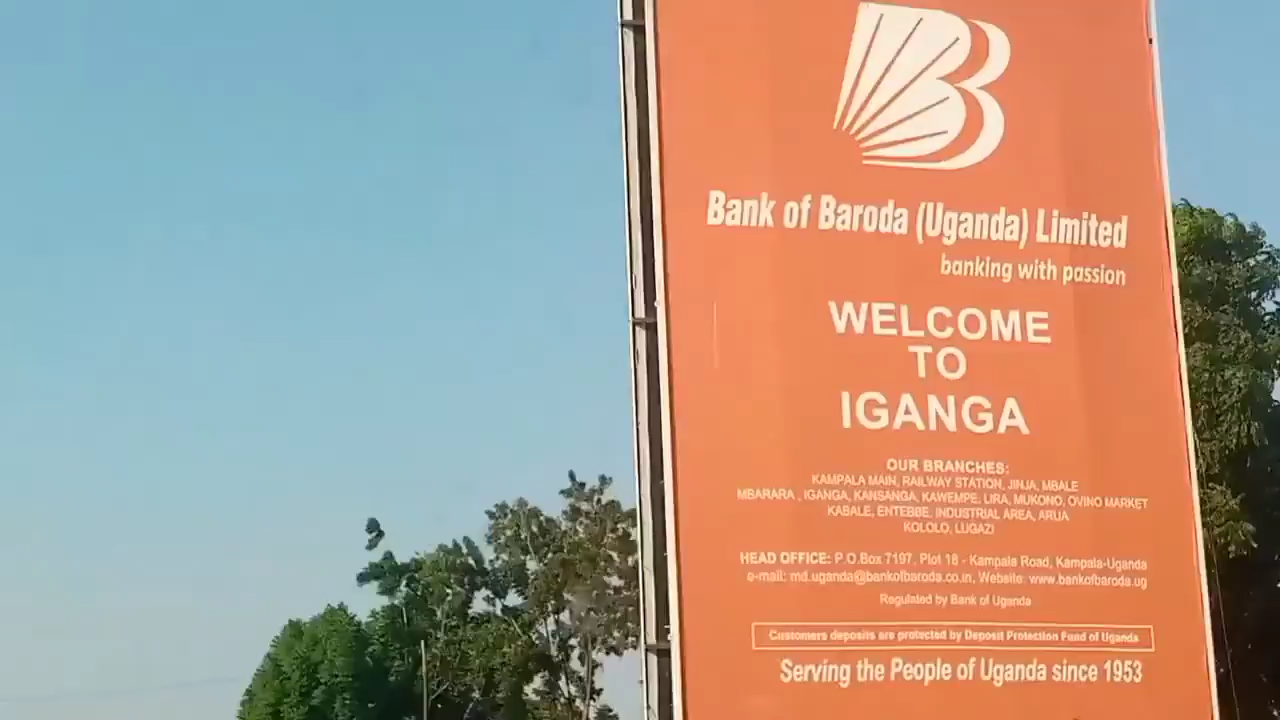 Bank of Baroda (Uganda) Limited
banking with passion
WELCOME
TO
IGANGA
OUR BRANCHES:
KAMPALA MAIN, RAILWAY STATION, JINJA, MBALE
MBARARA , IGANGA, KANSANGA, KAWEMPE, LIRA, MUKONO, OVINO MARKET
KABALE, ENTEBBE, INDUSTRIAL AREA, ARUA
KOLOLO, LUGAZI
HEAD OFFICE: P.O.Box 7197, Plot 18 - Kampala Road, Kampala-Uganda
e-mail: md.uganda@bankofbaroda.co.in, Website: www.bankofbaroda.ug
Regulated by Bank of Uganda
Customers deposits are protected by Deposit Protection Fund of Uganda
Serving the People of Uganda since 1953